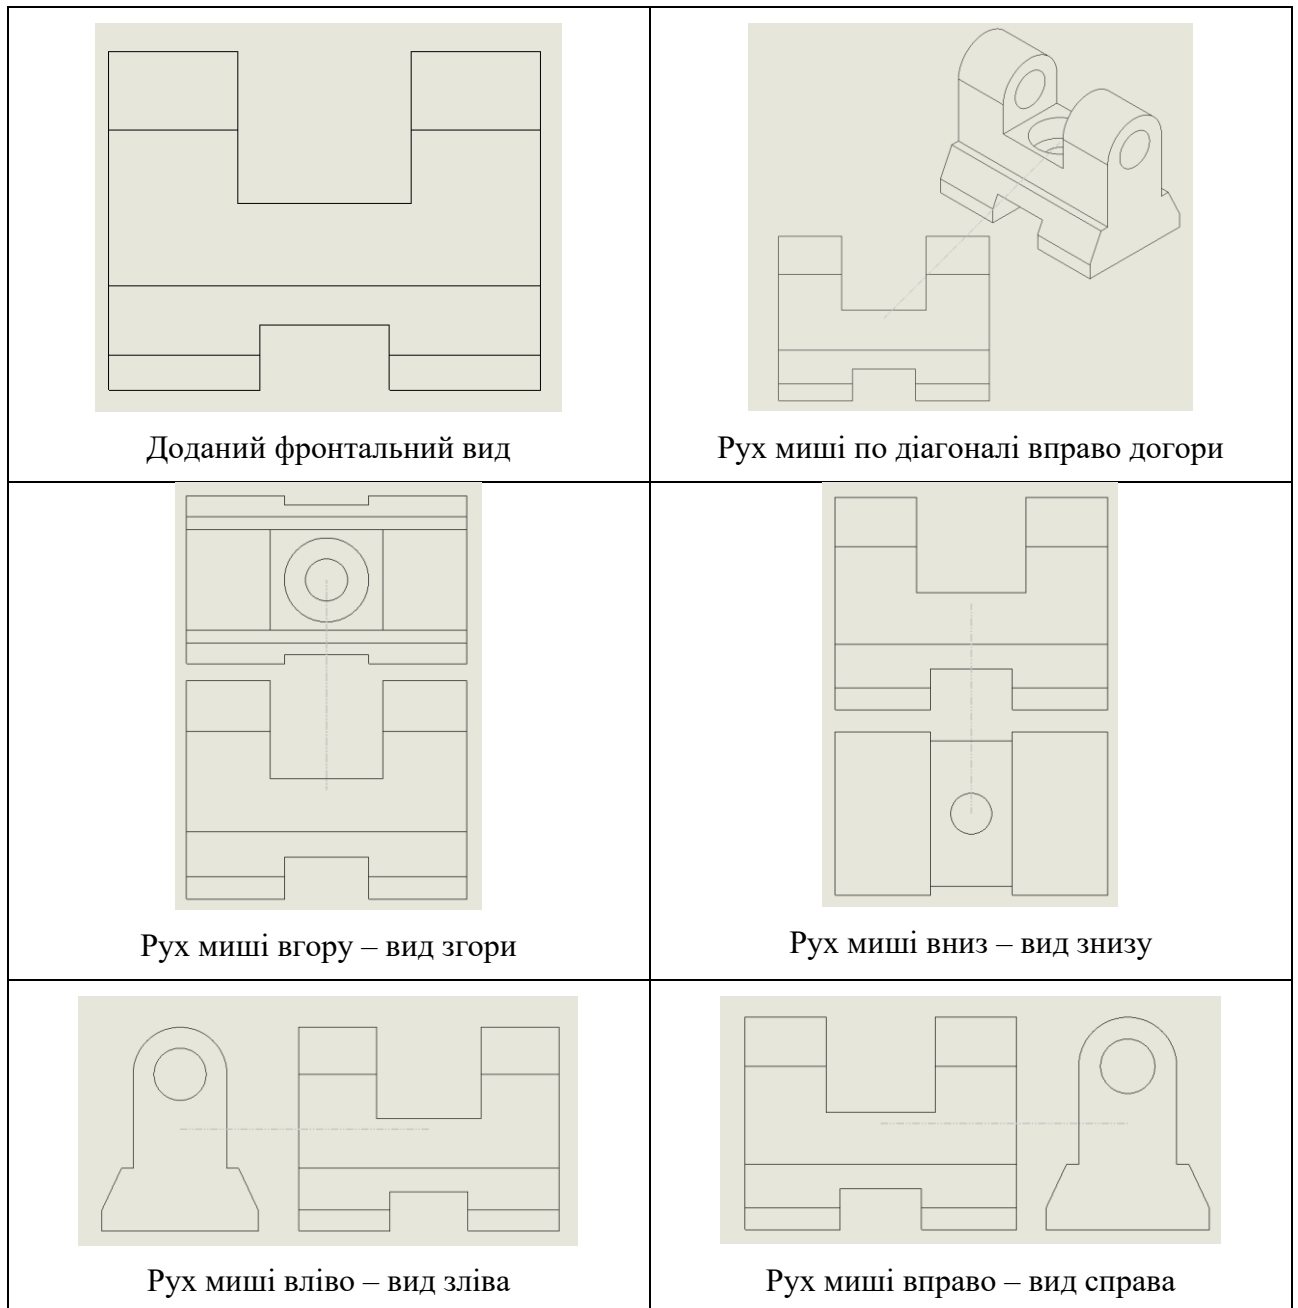 Доданий фронтальний вид
Рух миші по діагоналі вправо догори
Рух миші вгору – вид згори
Рух миші вниз – вид знизу
Рух миші вліво – вид зліва
Рух миші вправо – вид справа